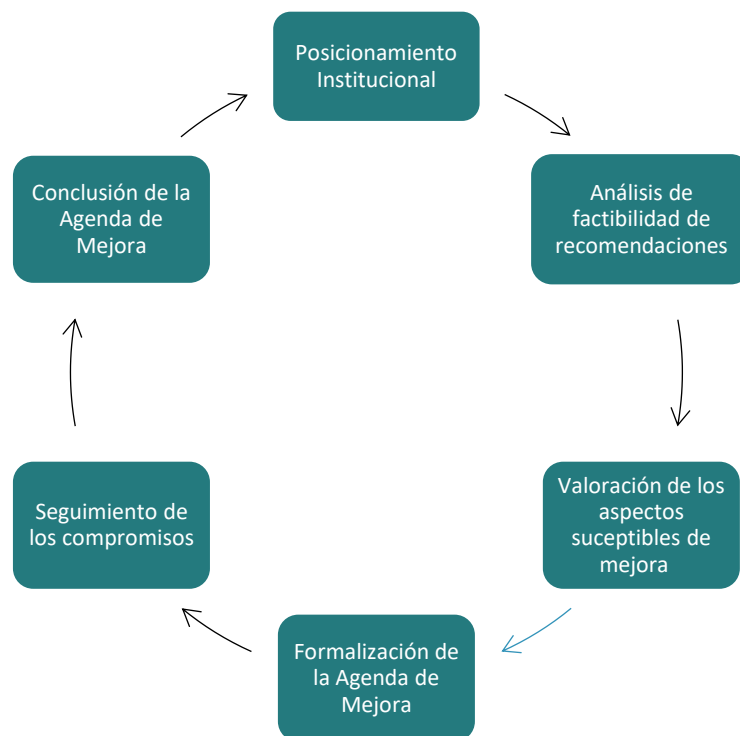 Posicionamiento
Institucional
Análisis de
factibilidad de
recomendaciones
Valoración de los
aspectos
suceptibles de
mejora
Formalización de
la Agenda de
Mejora
Seguimiento de
los compromisos
Conclusión de la
Agenda de
Mejora